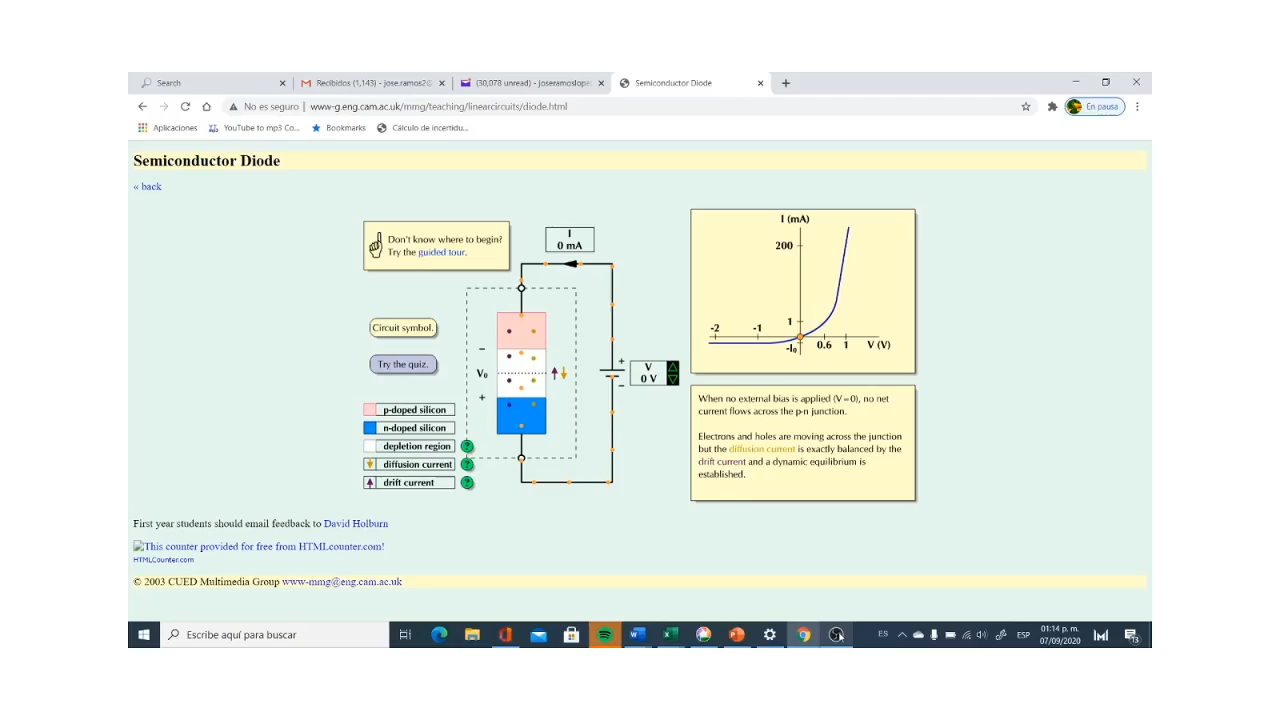 Search
Recibidos (1,143) - jose.ramos2@
(30,078 unread) - joseramoslope
Semiconductor Diode
No es seguro | www-g.eng.cam.ac.uk/mmg/teaching/linearcircuits/diode.html
En pausa
Aplicaciones
YouTube to mp3 Co...
Bookmarks
Cálculo de incertidu...
Semiconductor Diode
« back
Don't know where to begin?
Try the guided tour.
I
0 mA
Circuit symbol.
Try the quiz.
−
V0
+
+
−
V
0 V
p-doped silicon
n-doped silicon
depletion region ?
diffusion current ?
drift current ?
I (mA)
200
1
-2
-1
-I0
0.6
1
V (V)
When no external bias is applied (V=0), no net
current flows across the p-n junction.
Electrons and holes are moving across the junction
but the diffusion current is exactly balanced by the
drift current and a dynamic equilibrium is
established.
First year students should email feedback to David Holburn
This counter provided for free from HTMLcounter.com!
HTMLCounter.com
© 2003 CUED Multimedia Group www-mmg@eng.cam.ac.uk
Escribe aquí para buscar
ES
ESP
01:14 p. m.
07/09/2020
13